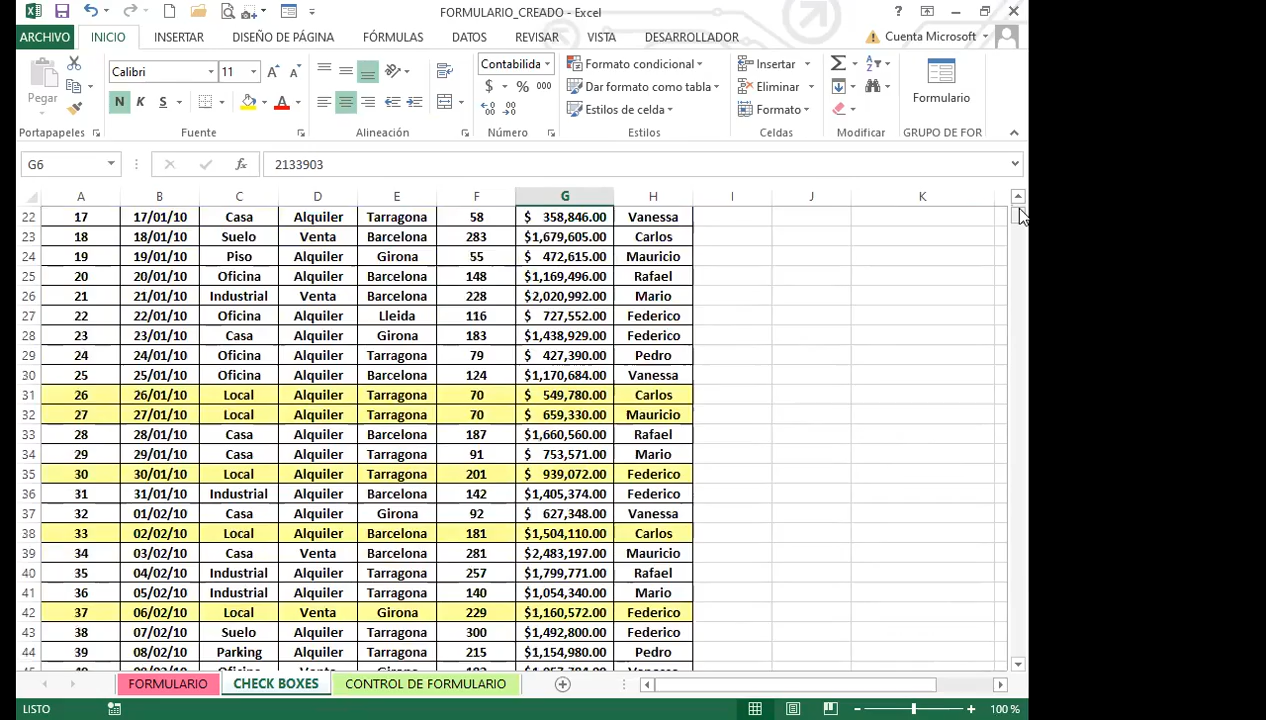 FORMULARIO_CREADO - Excel
ARCHIVO INICIO INSERTAR DISEÑO DE PÁGINA FÓRMULAS DATOS REVISAR VISTA DESARROLLADOR Cuenta Microsoft
Pegar Calibri 11 Contabilida Formato condicional Insertar Formulario
N K S $ % 000 Dar formato como tabla Eliminar
Estilos de celda Formato
Portapapeles Fuente Alineación Número Estilos Celdas Modificar GRUPO DE FOR
G6 fx 2133903
A B C D E F G H I J K
22 17 17/01/10 Casa Alquiler Tarragona 58 $ 358,846.00 Vanessa
23 18 18/01/10 Suelo Venta Barcelona 283 $1,679,605.00 Carlos
24 19 19/01/10 Piso Alquiler Girona 55 $ 472,615.00 Mauricio
25 20 20/01/10 Oficina Alquiler Barcelona 148 $1,169,496.00 Rafael
26 21 21/01/10 Industrial Venta Barcelona 228 $2,020,992.00 Mario
27 22 22/01/10 Oficina Alquiler Lleida 116 $ 727,552.00 Federico
28 23 23/01/10 Casa Alquiler Girona 183 $1,438,929.00 Federico
29 24 24/01/10 Oficina Alquiler Tarragona 79 $ 427,390.00 Pedro
30 25 25/01/10 Oficina Alquiler Barcelona 124 $1,170,684.00 Vanessa
31 26 26/01/10 Local Alquiler Tarragona 70 $ 549,780.00 Carlos
32 27 27/01/10 Local Alquiler Tarragona 70 $ 659,330.00 Mauricio
33 28 28/01/10 Casa Alquiler Barcelona 187 $1,660,560.00 Rafael
34 29 29/01/10 Casa Alquiler Tarragona 91 $ 753,571.00 Mario
35 30 30/01/10 Local Alquiler Tarragona 201 $ 939,072.00 Federico
36 31 31/01/10 Industrial Alquiler Barcelona 142 $1,405,374.00 Federico
37 32 01/02/10 Casa Alquiler Girona 92 $ 627,348.00 Vanessa
38 33 02/02/10 Local Alquiler Barcelona 181 $1,504,110.00 Carlos
39 34 03/02/10 Casa Venta Barcelona 281 $2,483,197.00 Mauricio
40 35 04/02/10 Industrial Alquiler Tarragona 257 $1,799,771.00 Rafael
41 36 05/02/10 Industrial Alquiler Tarragona 140 $1,054,340.00 Mario
42 37 06/02/10 Local Venta Girona 229 $1,160,572.00 Federico
43 38 07/02/10 Suelo Alquiler Tarragona 300 $1,492,800.00 Federico
44 39 08/02/10 Parking Alquiler Tarragona 215 $1,154,980.00 Pedro
FORMULARIO CHECK BOXES CONTROL DE FORMULARIO
LISTO 100 %